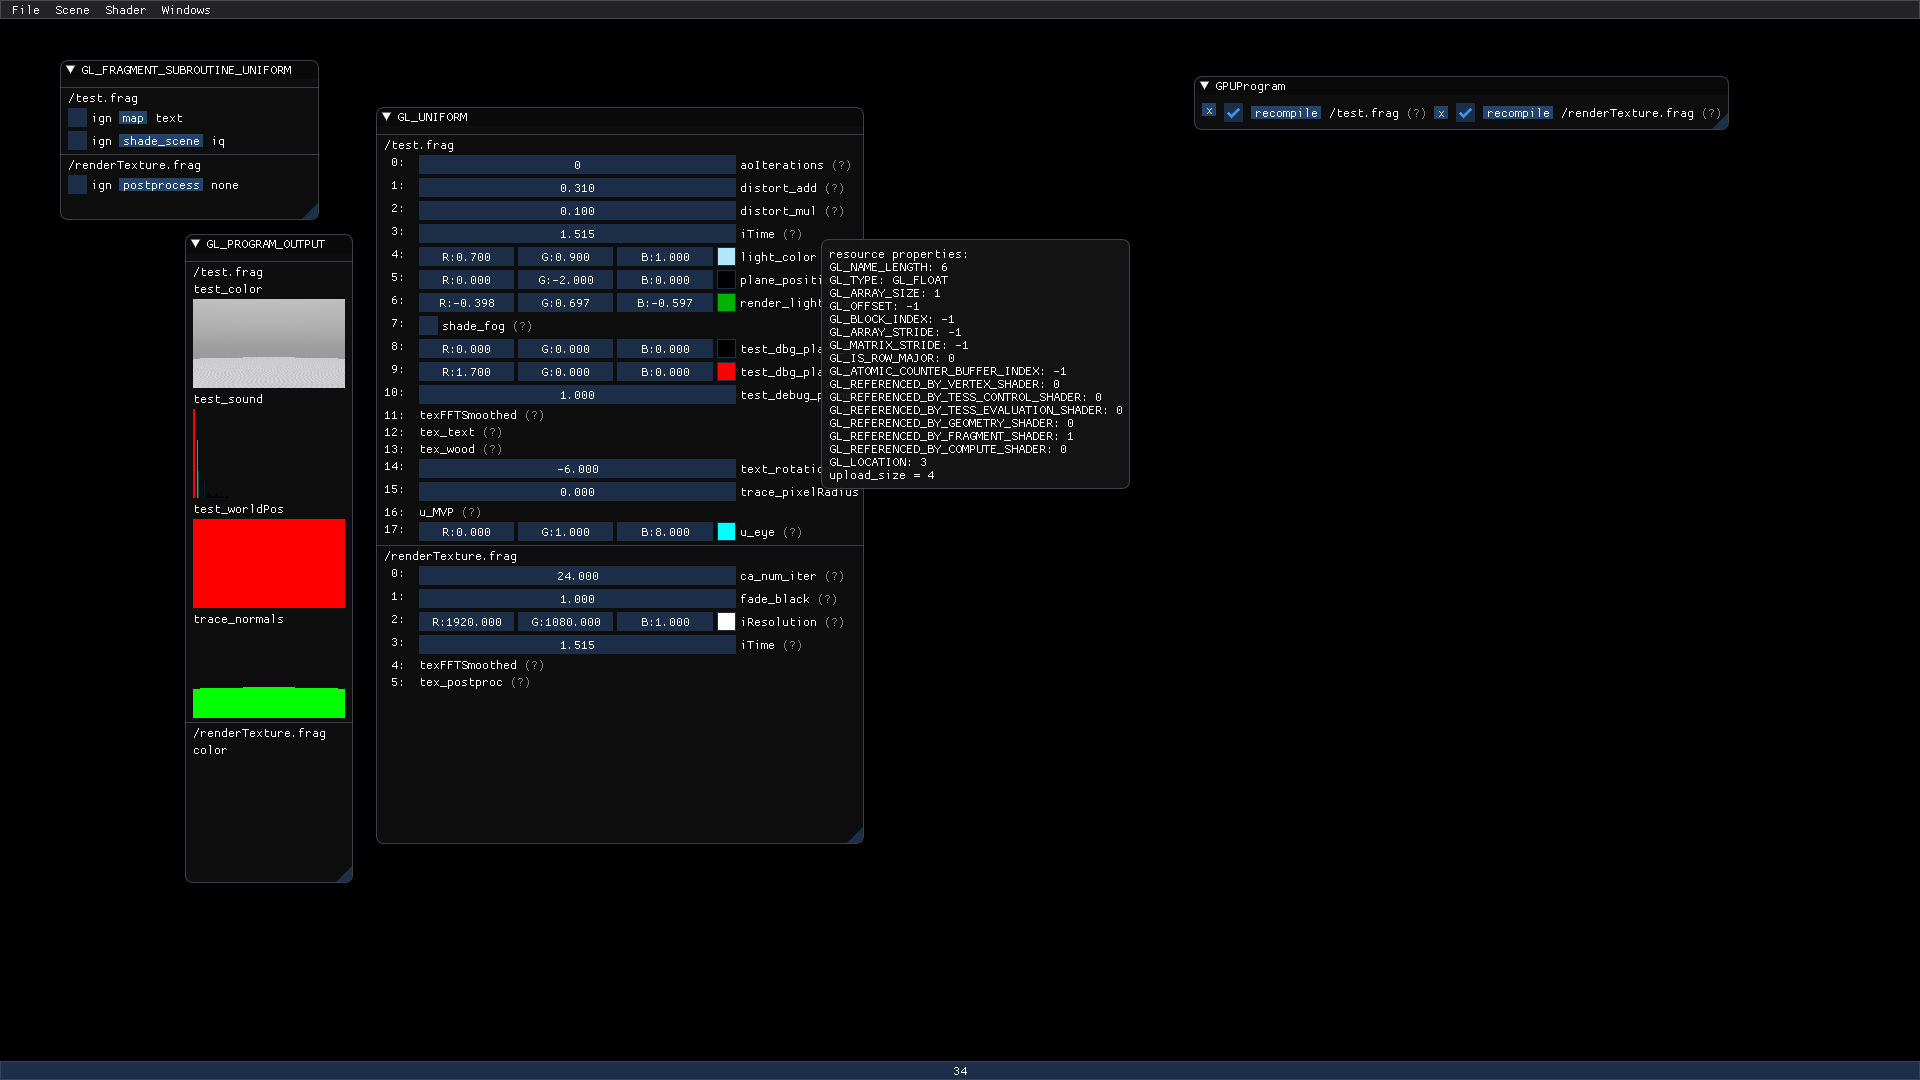 File Scene Shader Windows
GL_FRAGMENT_SUBROUTINE_UNIFORM
/test.frag
ign map text
ign shade_scene iq
/renderTexture.frag
ign postprocess none
GL_PROGRAM_OUTPUT
/test.frag
test_color
test_sound
test_worldPos
trace_normals
/renderTexture.frag
color
GL_UNIFORM
/test.frag
0: 0 aoIterations (?)
1: 0.310 distort_add (?)
2: 0.100 distort_mul (?)
3: 1.515 iTime (?)
4: R:0.700 G:0.900 B:1.000 light_color
5: R:0.000 G:-2.000 B:0.000 plane_positi
6: R:-0.398 G:0.697 B:-0.597 render_light
7: shade_fog (?)
8: R:0.000 G:0.000 B:0.000 test_dbg_pla
9: R:1.700 G:0.000 B:0.000 test_dbg_pla
10: 1.000 test_debug_p
11: texFFTSmoothed (?)
12: tex_text (?)
13: tex_wood (?)
14: -6.000 text_rotatio
15: 0.000 trace_pixelRadius
16: u_MVP (?)
17: R:0.000 G:1.000 B:8.000 u_eye (?)
/renderTexture.frag
0: 24.000 ca_num_iter (?)
1: 1.000 fade_black (?)
2: R:1920.000 G:1080.000 B:1.000 iResolution (?)
3: 1.515 iTime (?)
4: texFFTSmoothed (?)
5: tex_postproc (?)
resource properties:
GL_NAME_LENGTH: 6
GL_TYPE: GL_FLOAT
GL_ARRAY_SIZE: 1
GL_OFFSET: -1
GL_BLOCK_INDEX: -1
GL_ARRAY_STRIDE: -1
GL_MATRIX_STRIDE: -1
GL_IS_ROW_MAJOR: 0
GL_ATOMIC_COUNTER_BUFFER_INDEX: -1
GL_REFERENCED_BY_VERTEX_SHADER: 0
GL_REFERENCED_BY_TESS_CONTROL_SHADER: 0
GL_REFERENCED_BY_TESS_EVALUATION_SHADER: 0
GL_REFERENCED_BY_GEOMETRY_SHADER: 0
GL_REFERENCED_BY_FRAGMENT_SHADER: 1
GL_REFERENCED_BY_COMPUTE_SHADER: 0
GL_LOCATION: 3
upload_size = 4
GPUProgram
x recompile /test.frag (?) x recompile /renderTexture.frag (?)
34